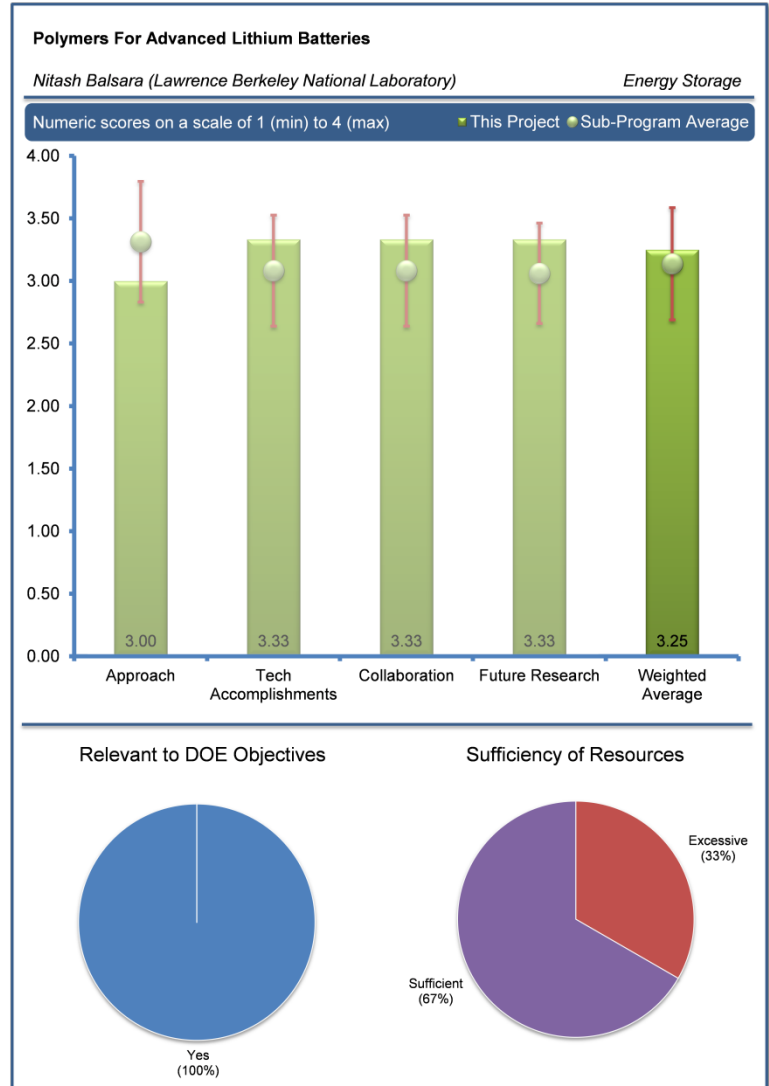 Polymers For Advanced Lithium Batteries
Nitash Balsara (Lawrence Berkeley National Laboratory) Energy Storage
Numeric scores on a scale of 1 (min) to 4 (max) This Project Sub-Program Average
4.00
3.50
3.00
2.50
2.00
1.50
1.00
0.50
0.00
3.00 3.33 3.33 3.33 3.25
Approach Tech Accomplishments Collaboration Future Research Weighted Average
Relevant to DOE Objectives
Yes
(100%)
Sufficiency of Resources
Excessive
(33%)
Sufficient
(67%)